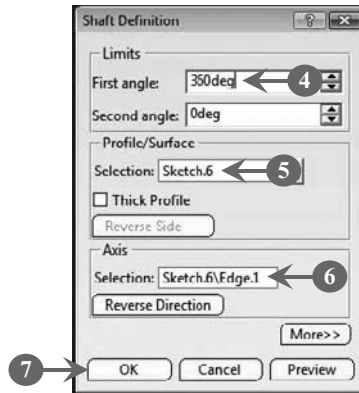 Shaft Definition ?
Limits
First angle: 350deg 4
Second angle: 0deg
Profile/Surface
Selection: Sketch.6 5
Thick Profile
Reverse Side
Axis
Selection: Sketch.6\Edge.1 6
Reverse Direction
More>>
7 OK Cancel Preview